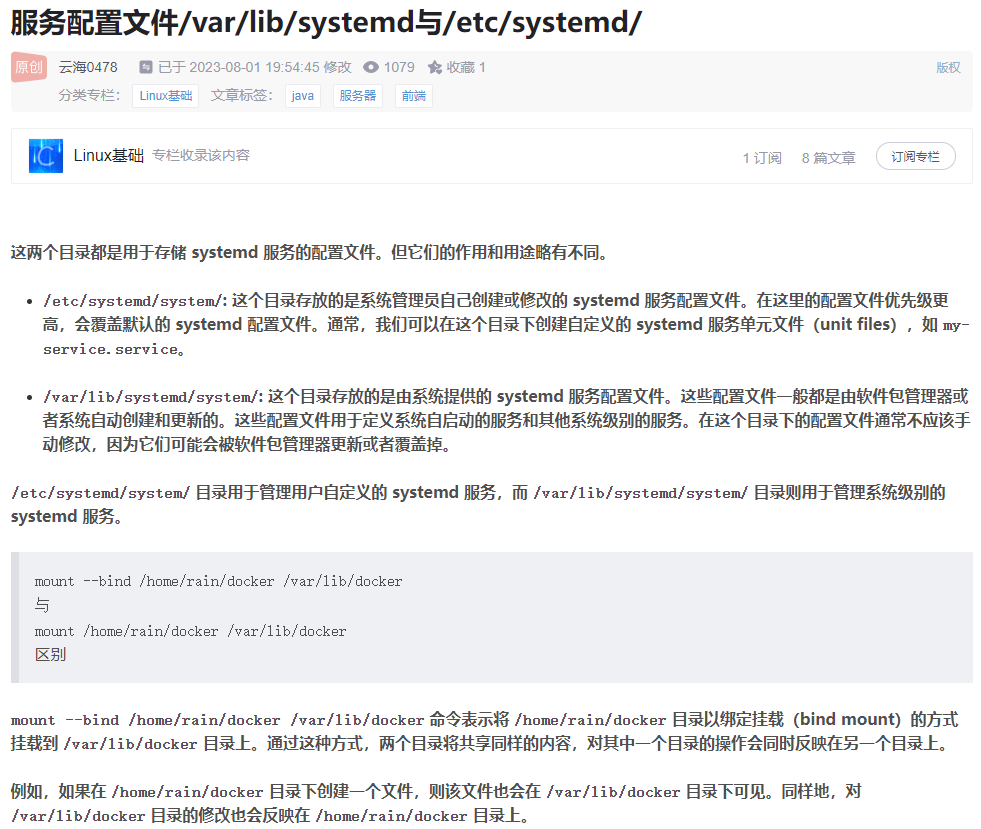 服务配置文件/var/lib/systemd与/etc/systemd/
原创 云海0478 已于 2023-08-01 19:54:45 修改 1079 收藏 1 版权
分类专栏： Linux基础 文章标签： java 服务器 前端
Linux基础 专栏收录该内容 1 订阅 8 篇文章 订阅专栏
这两个目录都是用于存储 systemd 服务的配置文件。但它们的作用和用途略有不同。
• /etc/systemd/system/: 这个目录存放的是系统管理员自己创建或修改的 systemd 服务配置文件。在这里的配置文件优先级更
高，会覆盖默认的 systemd 配置文件。通常，我们可以在这个目录下创建自定义的 systemd 服务单元文件（unit files），如 my-
service.service。
• /var/lib/systemd/system/: 这个目录存放的是由系统提供的 systemd 服务配置文件。这些配置文件一般都是由软件包管理器或
者系统自动创建和更新的。这些配置文件用于定义系统自启动的服务和其他系统级别的服务。在这个目录下的配置文件通常不应该手
动修改，因为它们可能会被软件包管理器更新或者覆盖掉。
/etc/systemd/system/ 目录用于管理用户自定义的 systemd 服务，而 /var/lib/systemd/system/ 目录则用于管理系统级别的
systemd 服务。
mount --bind /home/rain/docker /var/lib/docker
与
mount /home/rain/docker /var/lib/docker
区别
mount --bind /home/rain/docker /var/lib/docker 命令表示将 /home/rain/docker 目录以绑定挂载（bind mount）的方式
挂载到 /var/lib/docker 目录上。通过这种方式，两个目录将共享同样的内容，对其中一个目录的操作会同时反映在另一个目录上。
例如，如果在 /home/rain/docker 目录下创建一个文件，则该文件也会在 /var/lib/docker 目录下可见。同样地，对
/var/lib/docker 目录的修改也会反映在 /home/rain/docker 目录上。